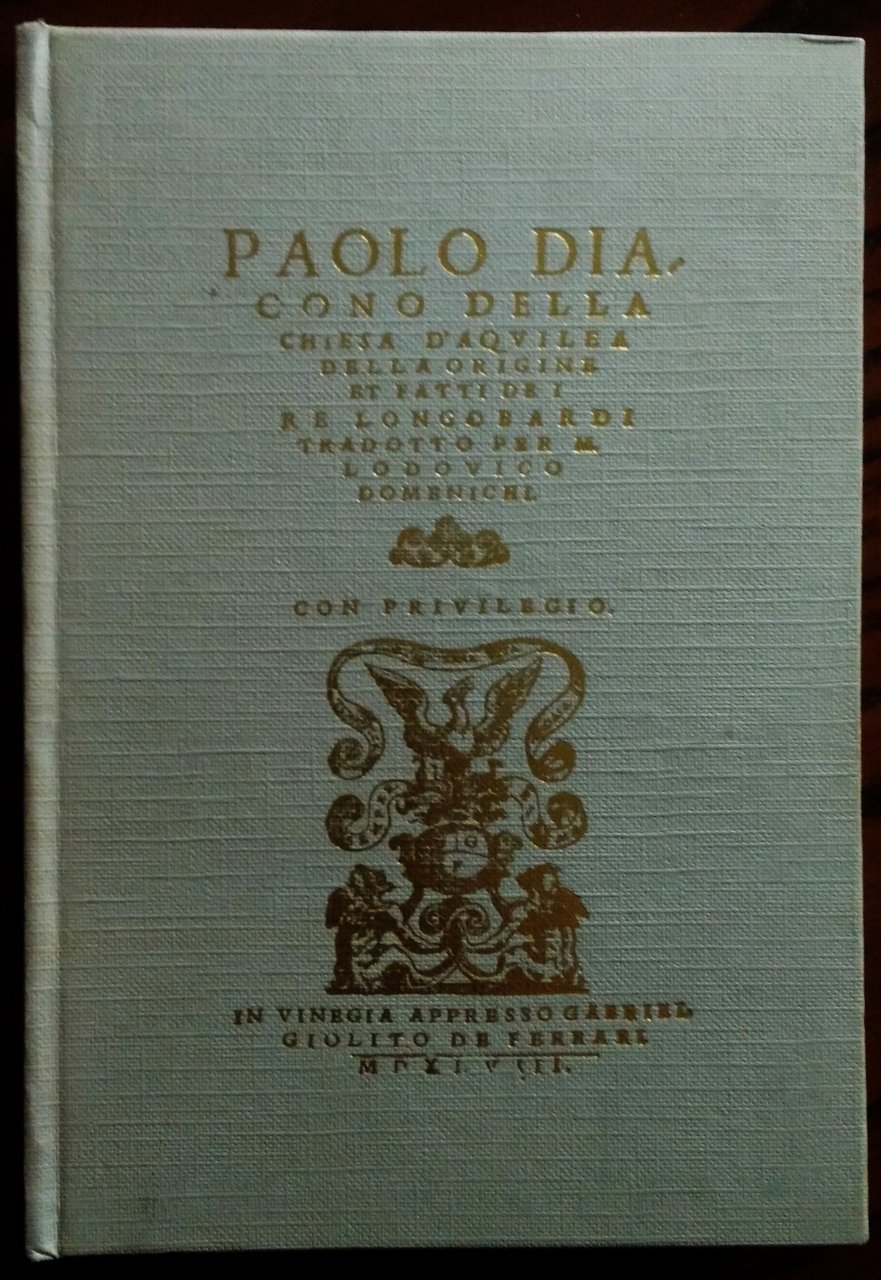 PAOLO DIA,
CONO DELLA
CHIESA D'AQVILEA
DELLA ORIGINE
ET FATTI DE I
RE LONGOBARDI
TRADOTTO PER M.
LODOVICO
DOMENICHI.
CON PRIVILEGIO.
IN VINEGIA APPRESSO GABRIEL
GIOLITO DE FERRARI.
MDXLVIII.